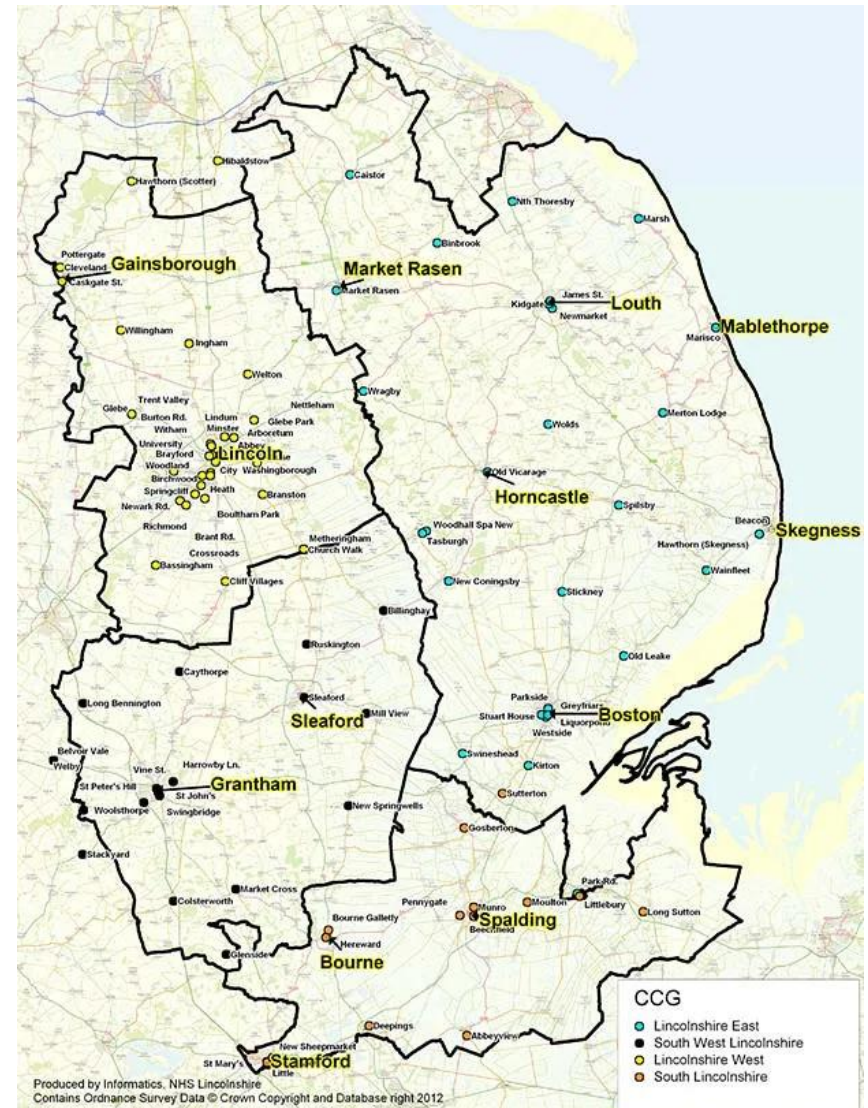 Hibaldstow
Hawthorn (Scotter)
Caistor
Nth Thoresby
Marsh
Binbrook
Pottergate
Cleveland
Caskgate St.
Gainsborough
Market Rasen
Market Rasen
James St.
Kidgate
Louth
Newmarket
Mablethorpe
Marisco
Willingham
Ingham
Welton
Wragby
Nettleham
Trent Valley
Glebe
Burton Rd.
Lindum
Glebe Park
Witham
Minster
Arboretum
University
Abbey
Brayford
Lincoln
Woodland
City
Washingborough
Birchwood
Springcliff
Heath
Branston
Newark Rd.
Boultham Park
Richmond
Brant Rd.
Metheringham
Crossroads
Church Walk
Bassingham
Cliff Villages
Merton Lodge
Wolds
Old Vicarage
Horncastle
Spilsby
Beacon
Skegness
Hawthorn (Skegness)
Woodhall Spa New
Tasburgh
Wainfleet
New Coningsby
Stickney
Billinghay
Ruskington
Old Leake
Caythorpe
Sleaford
Long Bennington
Sleaford
Mill View
Parkside
Greyfriars
Boston
Stuart House
Liquorpond
Westside
Belvoir Vale
Welby
Swineshead
Kirton
Vine St.
Harrowby Ln.
Grantham
St Peter's Hill
St John's
Woolsthorpe
Swingbridge
New Springwells
Sutterton
Gosberton
Stackyard
Market Cross
Colsterworth
Park Rd.
Pennygate
Munro
Moulton
Littlebury
Long Sutton
Spalding
Beechfield
Bourne Galletly
Hereward
Bourne
Glenside
Deepings
Abbeyview
New Sheepmarket
St Mary's
Stamford
Little
CCG
Lincolnshire East
South West Lincolnshire
Lincolnshire West
South Lincolnshire
Produced by Informatics, NHS Lincolnshire
Contains Ordnance Survey Data © Crown Copyright and Database right 2012